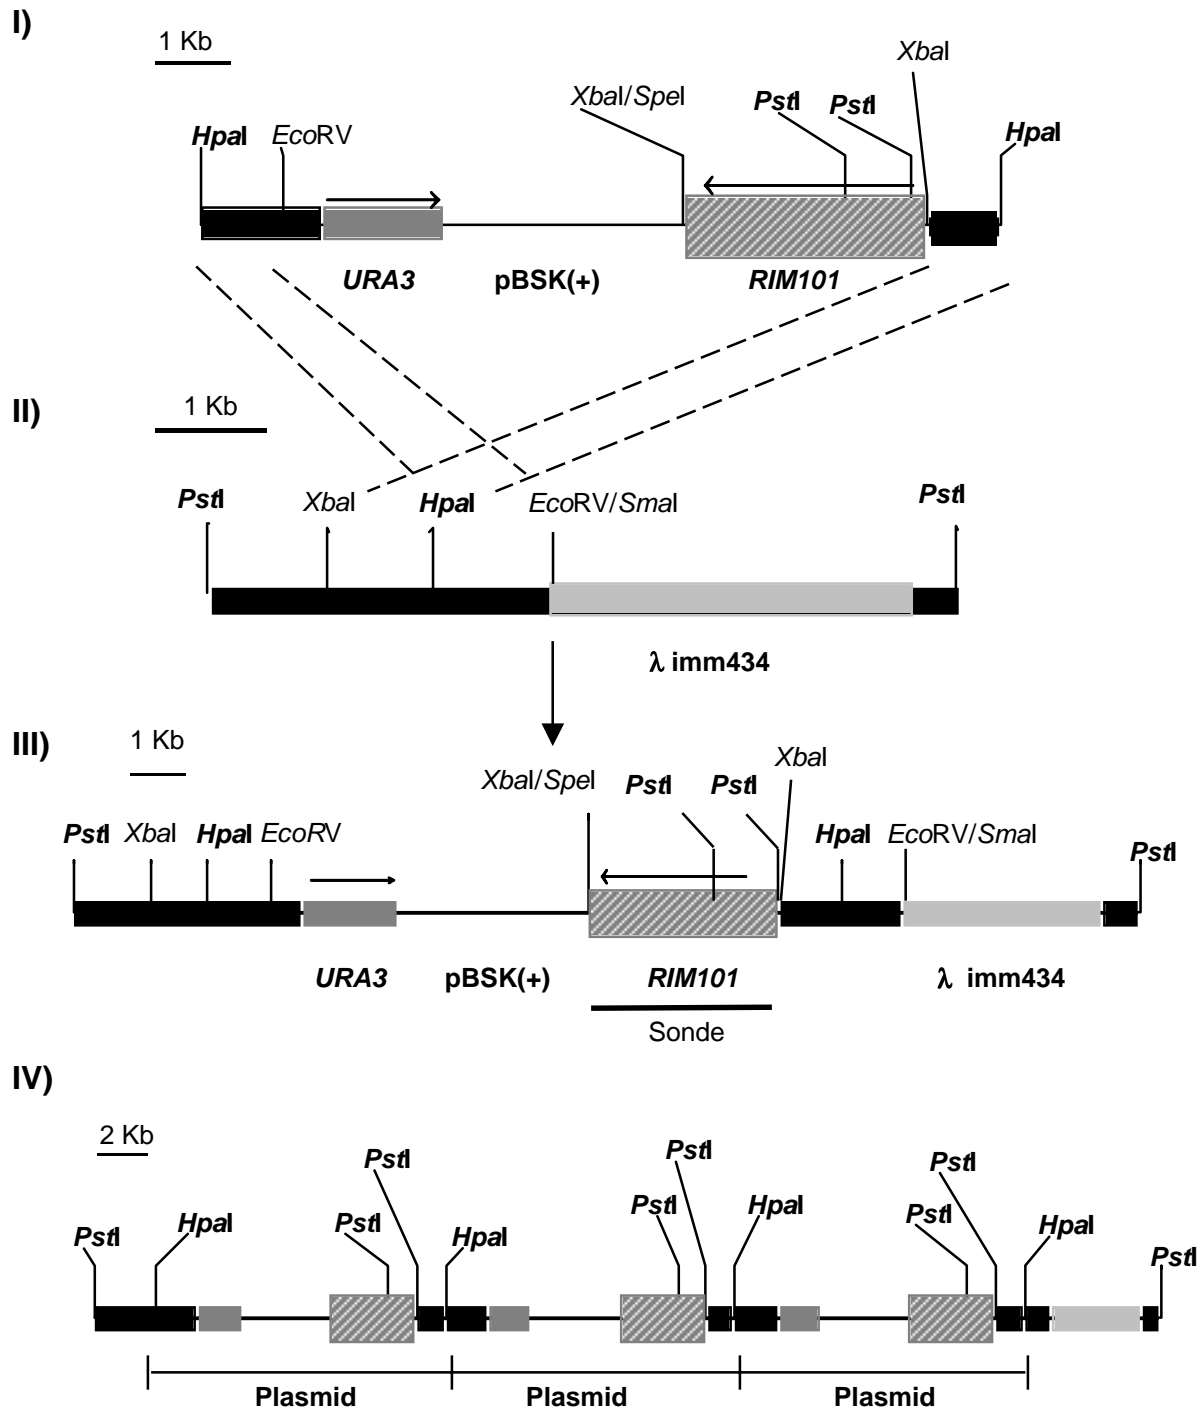 I)
1 Kb
XbaI
XbaI/SpeI PstI PstI
HpaI EcoRV HpaI
URA3 pBSK(+) RIM101
II)
1 Kb
PstI XbaI HpaI EcoRV/SmaI PstI
λ imm434
III)
1 Kb
XbaI/SpeI PstI PstI XbaI
PstI XbaI HpaI EcoRV HpaI EcoRV/SmaI PstI
URA3 pBSK(+) RIM101 λ imm434
Sonde
IV)
2 Kb
PstI PstI PstI
PstI HpaI PstI HpaI PstI HpaI PstI HpaI PstI
Plasmid Plasmid Plasmid